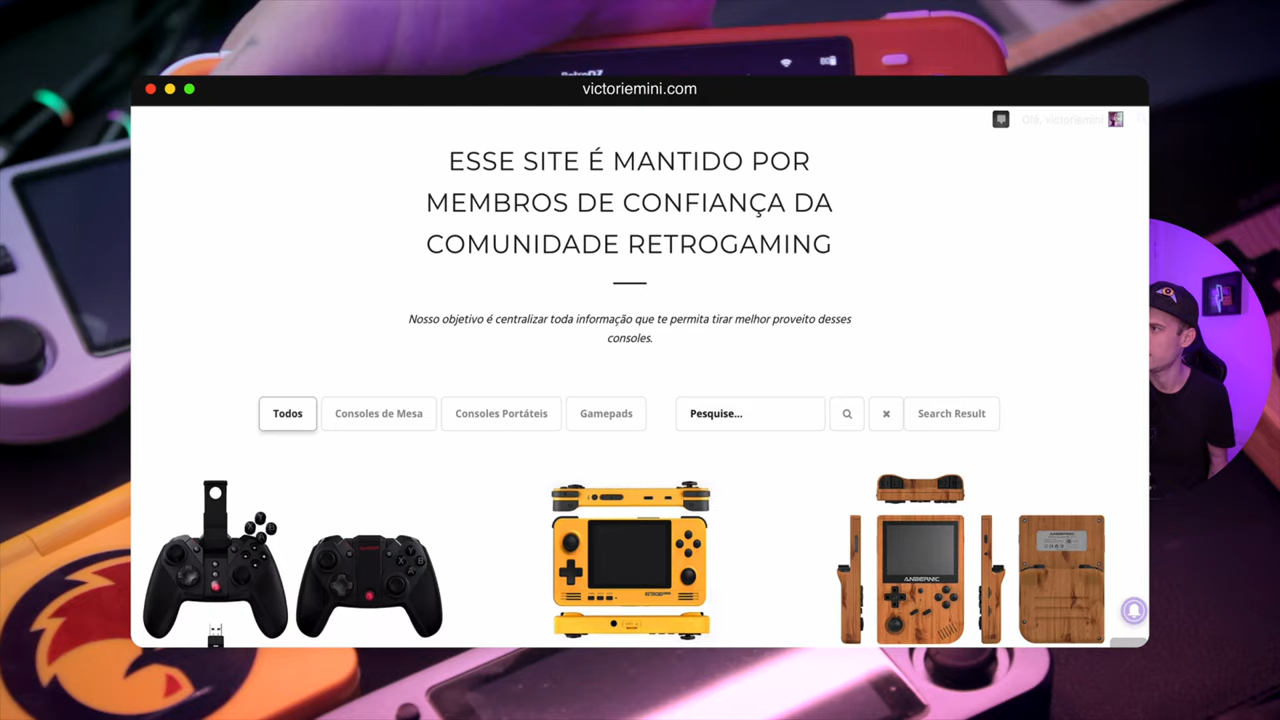 victoriemini.com
Olá, victoriemini
ESSE SITE É MANTIDO POR
MEMBROS DE CONFIANÇA DA
COMUNIDADE RETROGAMING
Nosso objetivo é centralizar toda informação que te permita tirar melhor proveito desses
consoles.
Todos
Consoles de Mesa
Consoles Portáteis
Gamepads
Pesquise...
Search Result
ANBERNIC